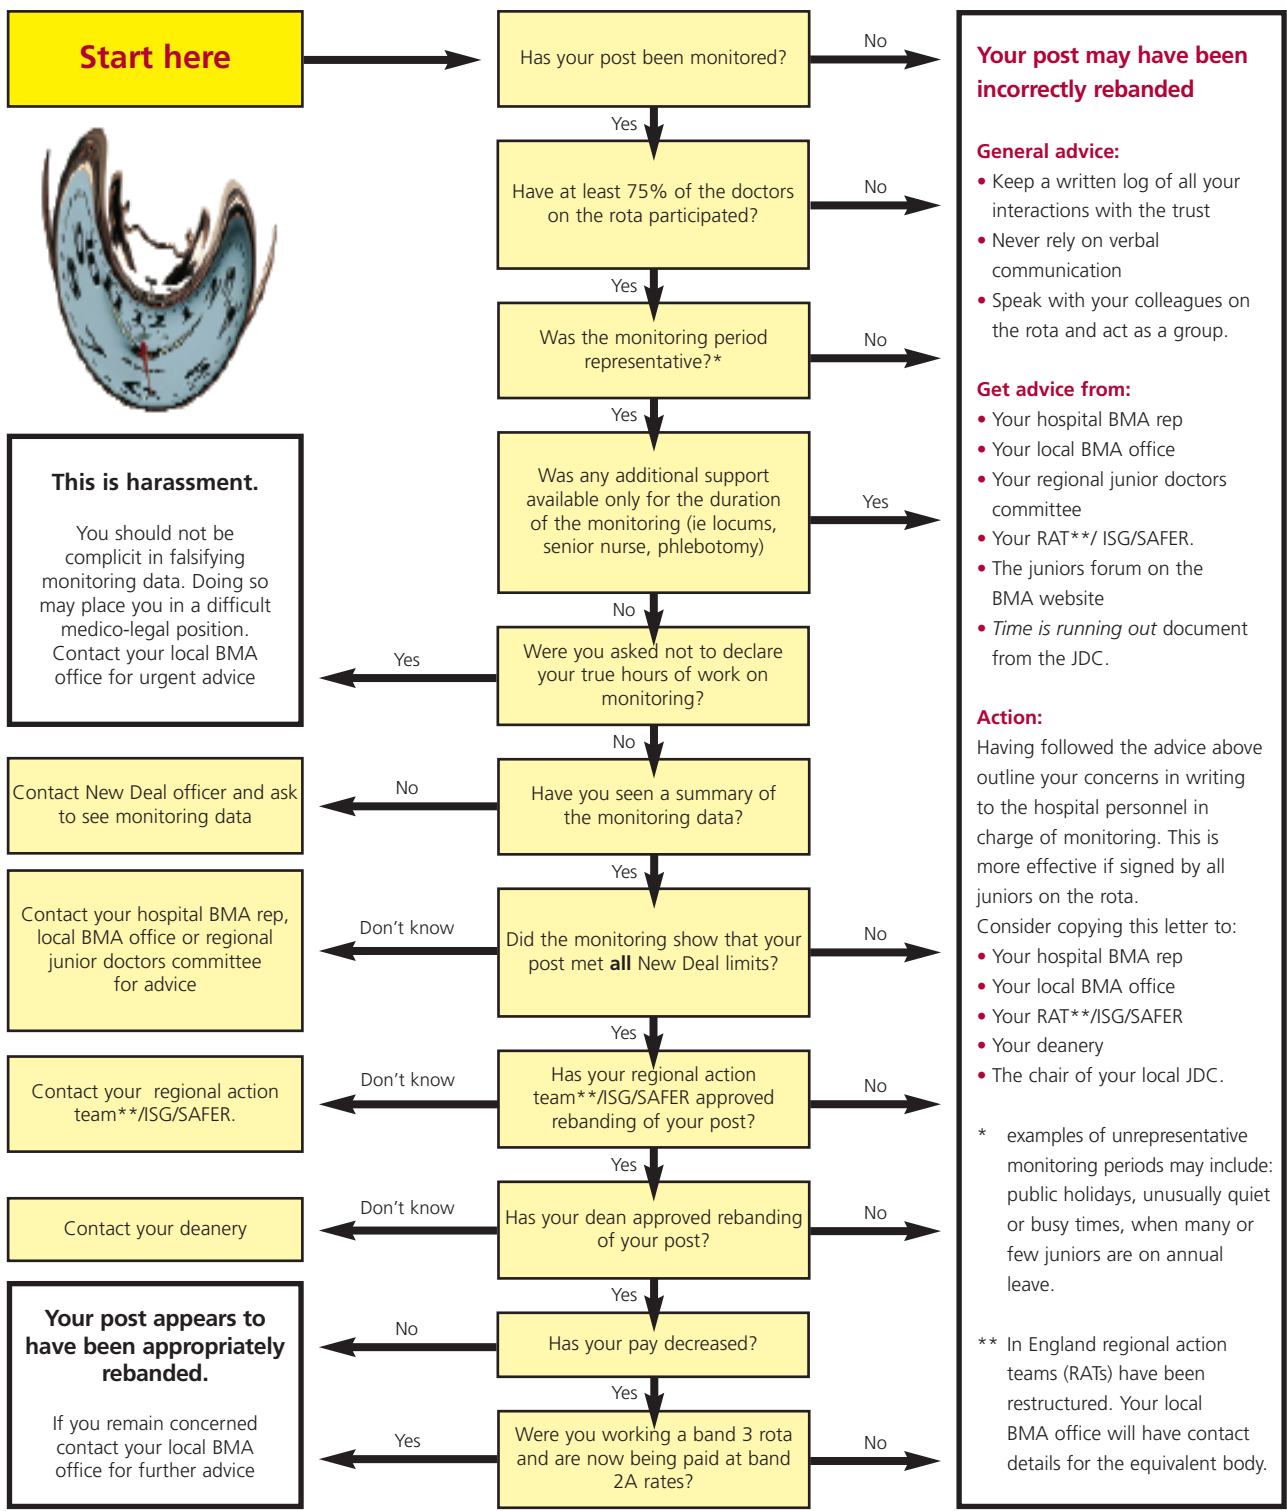 Start here
Has your post been monitored?
No
Yes
Have at least 75% of the doctors
on the rota participated?
No
Yes
Was the monitoring period
representative?*
No
Yes
Was any additional support
available only for the duration
of the monitoring (ie locums,
senior nurse, phlebotomy)
Yes
No
Were you asked not to declare
your true hours of work on
monitoring?
Yes
This is harassment.
You should not be
complicit in falsifying
monitoring data. Doing so
may place you in a difficult
medico-legal position.
Contact your local BMA
office for urgent advice
No
Have you seen a summary of
the monitoring data?
No
Contact New Deal officer and ask
to see monitoring data
Yes
Did the monitoring show that your
post met all New Deal limits?
Don't know
Contact your hospital BMA rep,
local BMA office or regional
junior doctors committee
for advice
No
Yes
Has your regional action
team**/ISG/SAFER approved
rebanding of your post?
Don't know
Contact your regional action
team**/ISG/SAFER.
No
Yes
Has your dean approved rebanding
of your post?
Don't know
Contact your deanery
No
Yes
Has your pay decreased?
No
Your post appears to
have been appropriately
rebanded.
If you remain concerned
contact your local BMA
office for further advice
Yes
Were you working a band 3 rota
and are now being paid at band
2A rates?
Yes
No
Your post may have been
incorrectly rebanded
General advice:
• Keep a written log of all your
interactions with the trust
• Never rely on verbal
communication
• Speak with your colleagues on
the rota and act as a group.
Get advice from:
• Your hospital BMA rep
• Your local BMA office
• Your regional junior doctors
committee
• Your RAT**/ ISG/SAFER.
• The juniors forum on the
BMA website
• Time is running out document
from the JDC.
Action:
Having followed the advice above
outline your concerns in writing
to the hospital personnel in
charge of monitoring. This is
more effective if signed by all
juniors on the rota.
Consider copying this letter to:
• Your hospital BMA rep
• Your local BMA office
• Your RAT**/ISG/SAFER
• Your deanery
• The chair of your local JDC.
* examples of unrepresentative
monitoring periods may include:
public holidays, unusually quiet
or busy times, when many or
few juniors are on annual
leave.
** In England regional action
teams (RATs) have been
restructured. Your local
BMA office will have contact
details for the equivalent body.